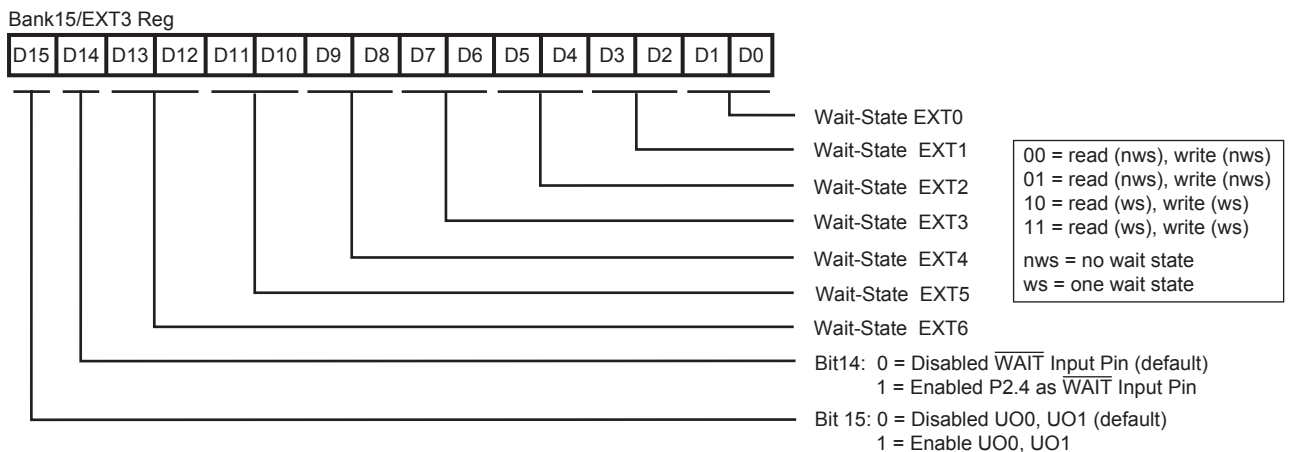 Bank15/EXT3 Reg
D15 D14 D13 D12 D11 D10 D9 D8 D7 D6 D5 D4 D3 D2 D1 D0
Wait-State EXT0
Wait-State EXT1
Wait-State EXT2
Wait-State EXT3
Wait-State EXT4
Wait-State EXT5
Wait-State EXT6
Bit14: 0 = Disabled WAIT Input Pin (default)
1 = Enabled P2.4 as WAIT Input Pin
Bit 15: 0 = Disabled UO0, UO1 (default)
1 = Enable UO0, UO1
00 = read (nws), write (nws)
01 = read (nws), write (nws)
10 = read (ws), write (ws)
11 = read (ws), write (ws)
nws = no wait state
ws = one wait state